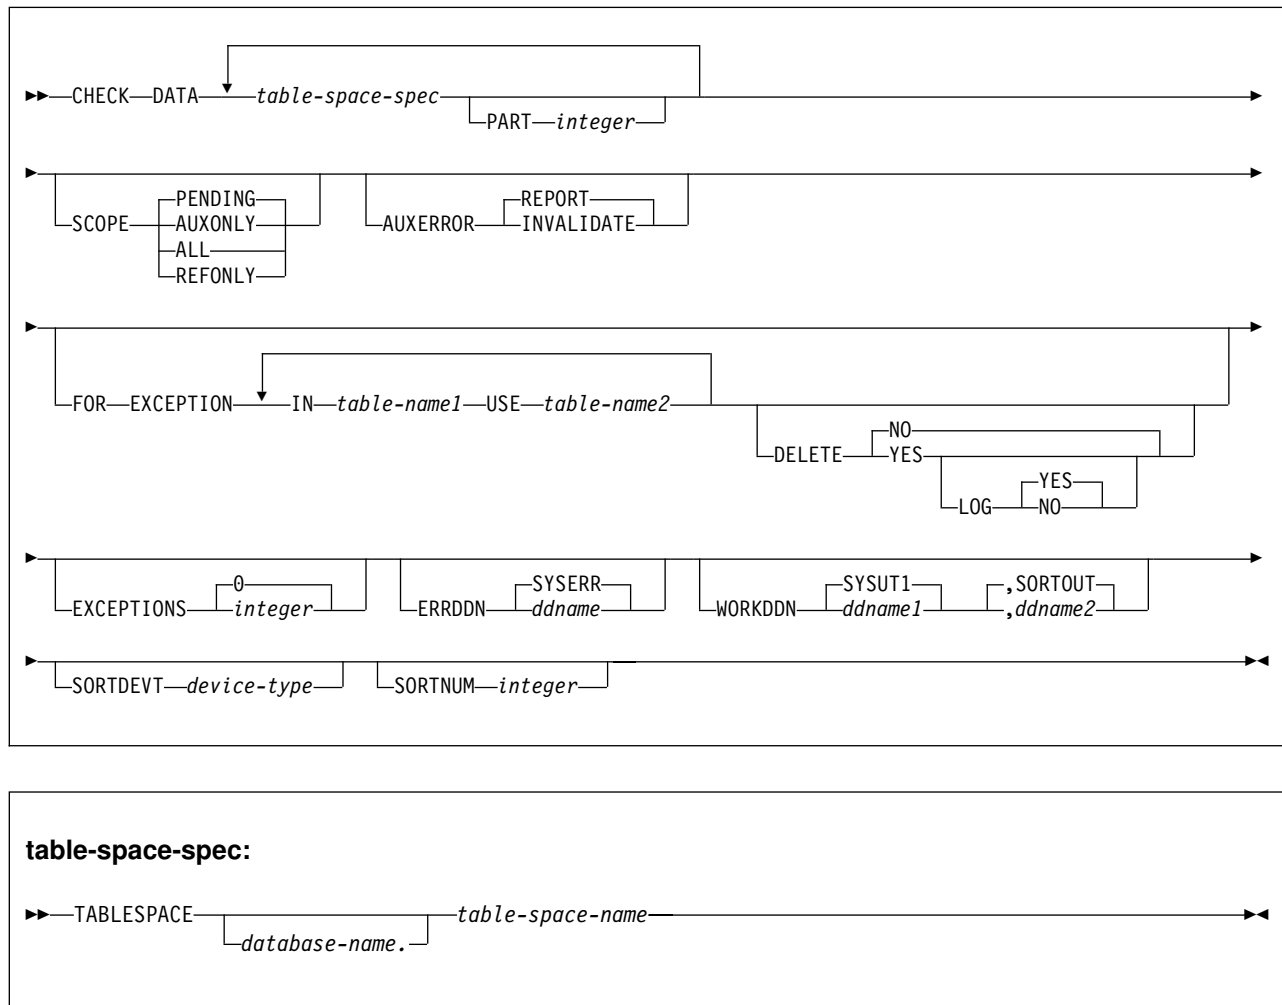 CHECK DATA table-space-spec
PART integer
PENDING REPORT
SCOPE AUXONLY AUXERROR INVALIDATE
ALL
REFONLY
FOR EXCEPTION IN table-name1 USE table-name2
NO
DELETE YES
YES
LOG NO
0 SYSERR SYSUT1 ,SORTOUT
EXCEPTIONS integer ERRDDN ddname WORKDDN ddname1 ,ddname2
SORTDEVT device-type SORTNUM integer
table-space-spec:
TABLESPACE table-space-name
database-name.